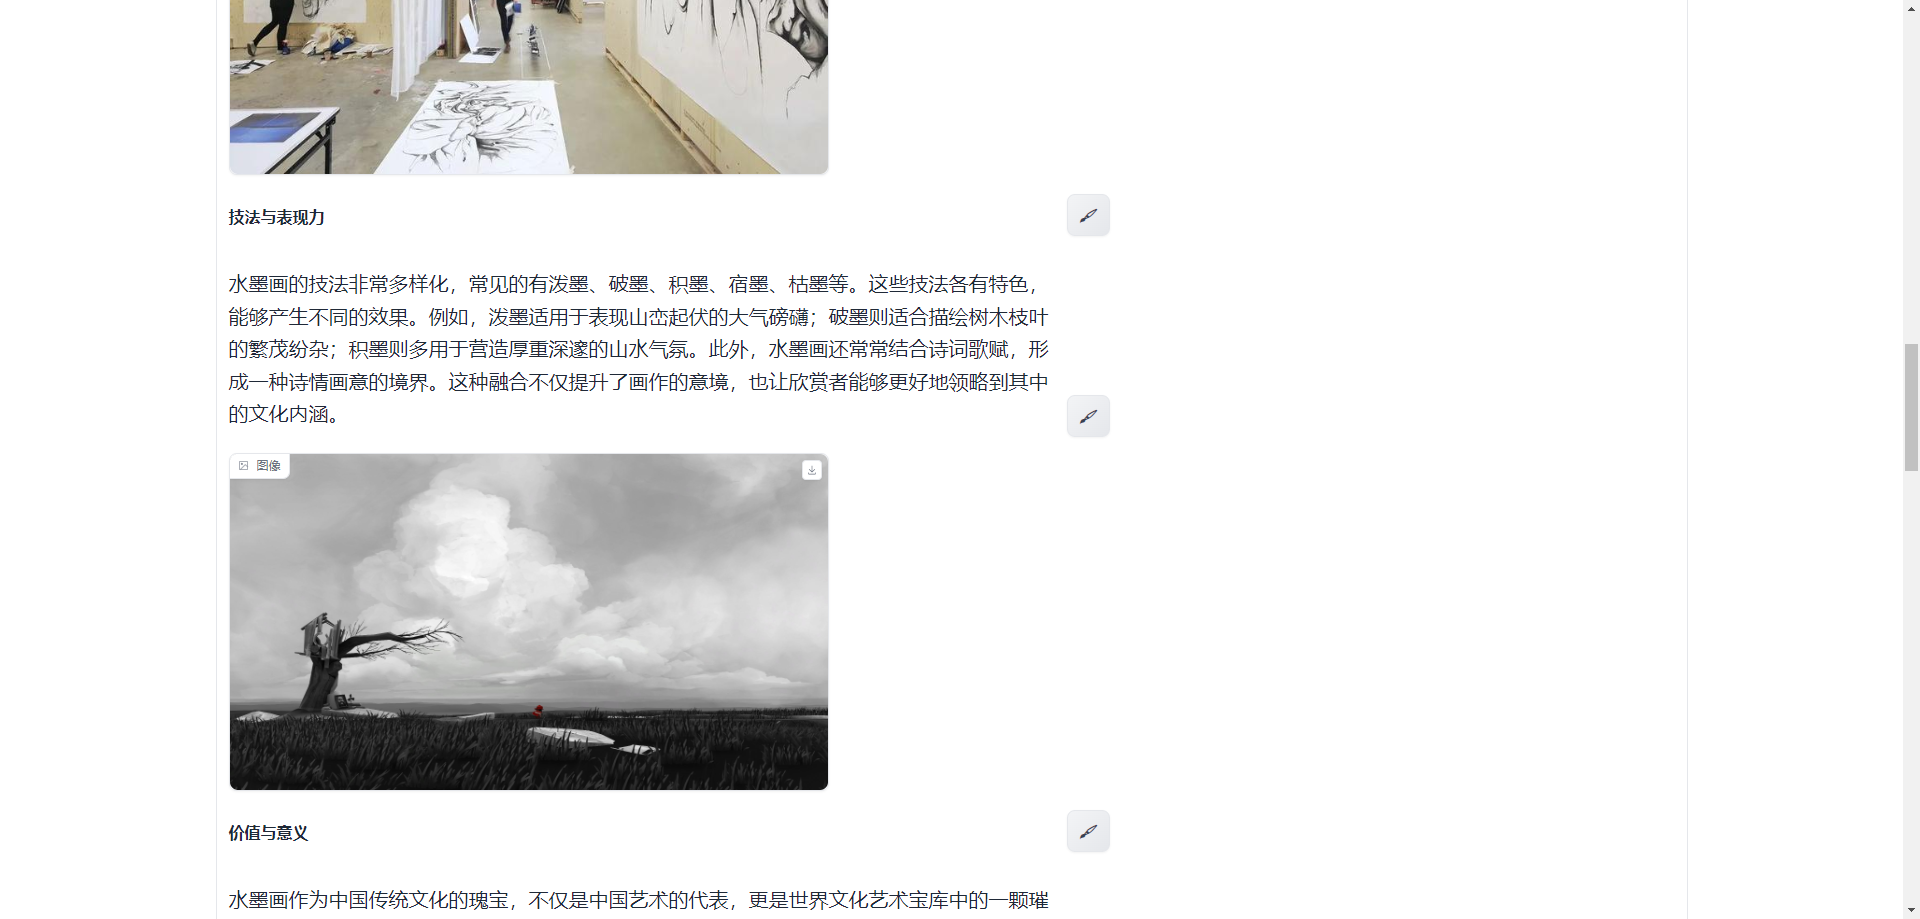 技法与表现力
水墨画的技法非常多样化，常见的有泼墨、破墨、积墨、宿墨、枯墨等。这些技法各有特色，
能够产生不同的效果。例如，泼墨适用于表现山峦起伏的大气磅礴；破墨则适合描绘树木枝叶
的繁茂纷杂；积墨则多用于营造厚重深邃的山水气氛。此外，水墨画还常常结合诗词歌赋，形
成一种诗情画意的境界。这种融合不仅提升了画作的意境，也让欣赏者能够更好地领略到其中
的文化内涵。
图像
价值与意义
水墨画作为中国传统文化的瑰宝，不仅是中国艺术的代表，更是世界文化艺术宝库中的一颗璀